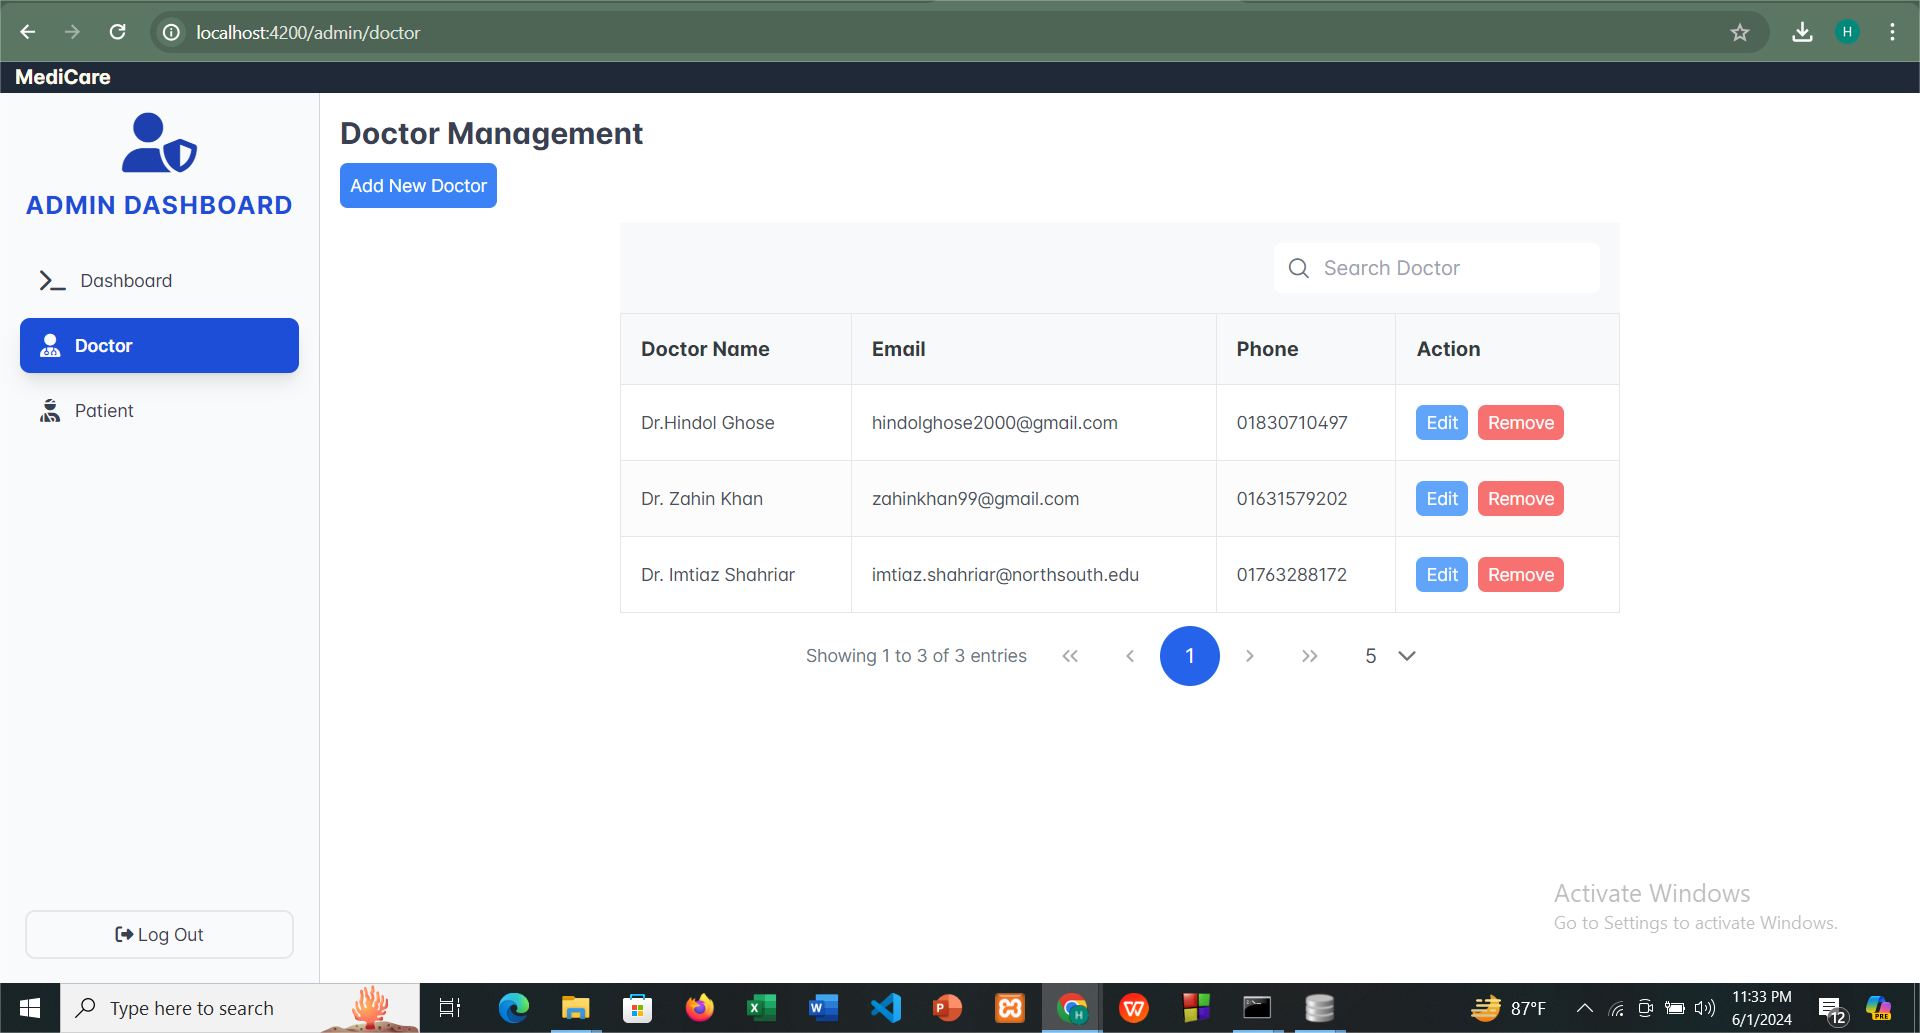 localhost:4200/admin/doctor
H
MediCare
ADMIN DASHBOARD
Dashboard
Doctor
Patient
Log Out
Doctor Management
Add New Doctor
Search Doctor
Doctor Name Email Phone Action
Dr.Hindol Ghose hindolghose2000@gmail.com 01830710497 Edit Remove
Dr. Zahin Khan zahinkhan99@gmail.com 01631579202 Edit Remove
Dr. Imtiaz Shahriar imtiaz.shahriar@northsouth.edu 01763288172 Edit Remove
Showing 1 to 3 of 3 entries 1 5
Activate Windows
Go to Settings to activate Windows.
Type here to search
87°F
11:33 PM
6/1/2024
12
PRE